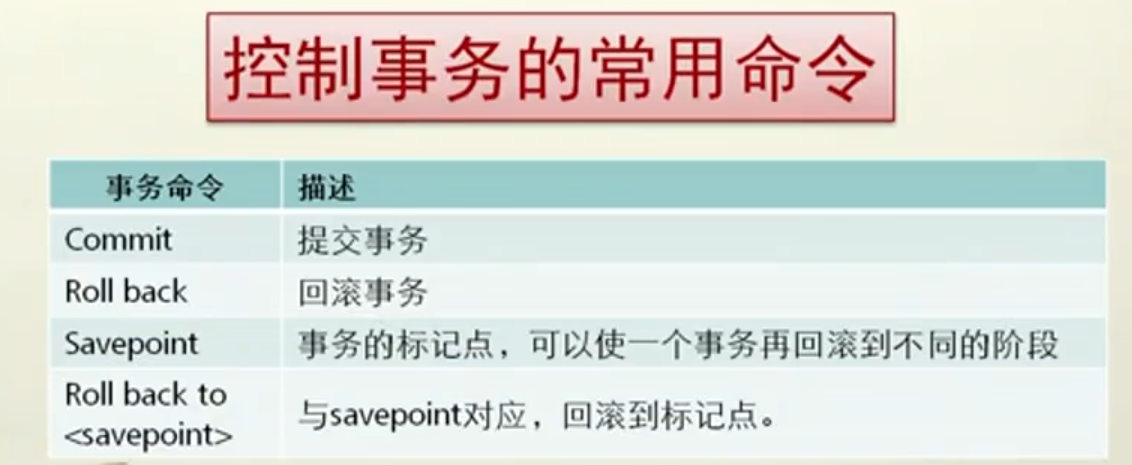 控制事务的常用命令
事务命令 描述
Commit 提交事务
Roll back 回滚事务
Savepoint 事务的标记点，可以使一个事务再回滚到不同的阶段
Roll back to
<savepoint> 与savepoint对应，回滚到标记点。